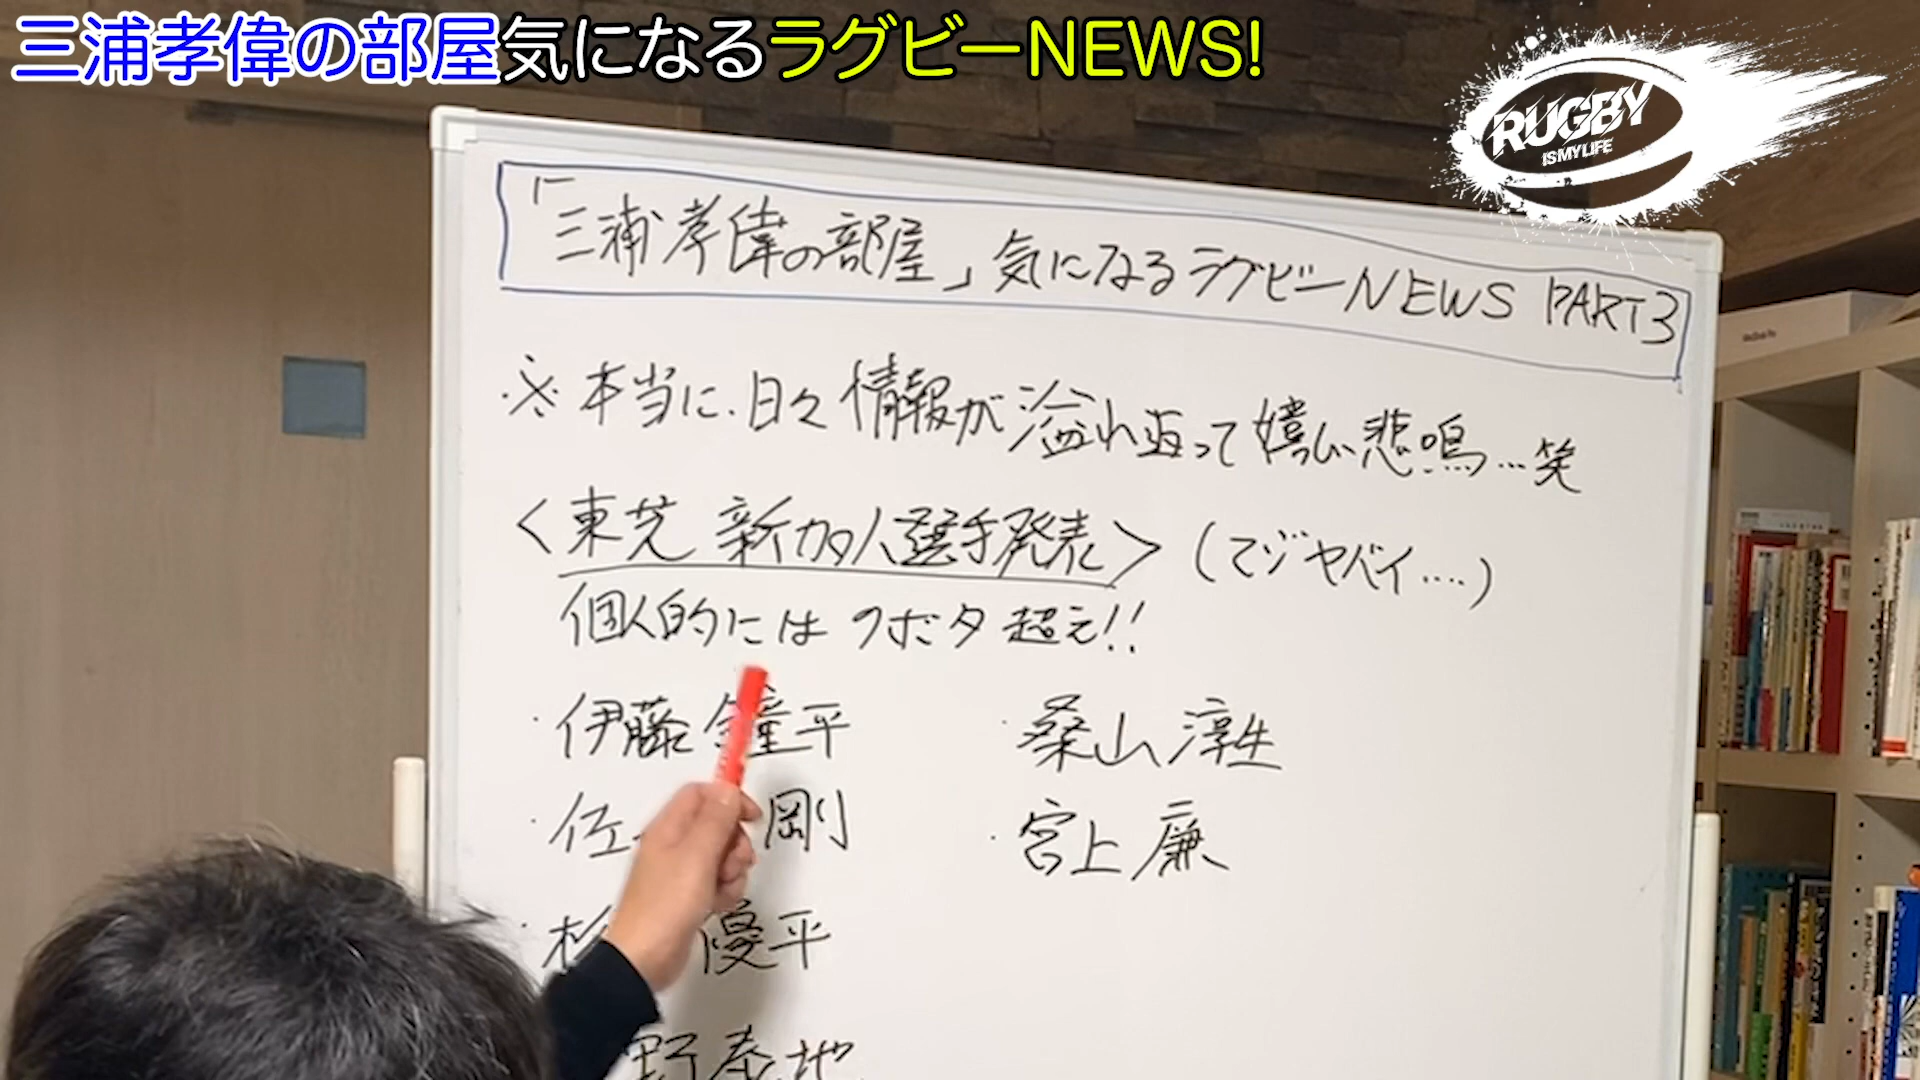 三浦孝偉の部屋気になるラグビーNEWS!
RUGBY
IS MY LIFE
「三浦孝偉の部屋」気になるラグビーNEWS PART3
※本当に、日々情報が溢れ返って嬉しい悲鳴…笑
<東芝 新加入選手発表>(マジヤバイ‥‥)
個人的にはクボタ超え!!
・伊藤鐘平
・桑山淳生
・佐 剛
・宮上廉
・杉 優平
野泰地